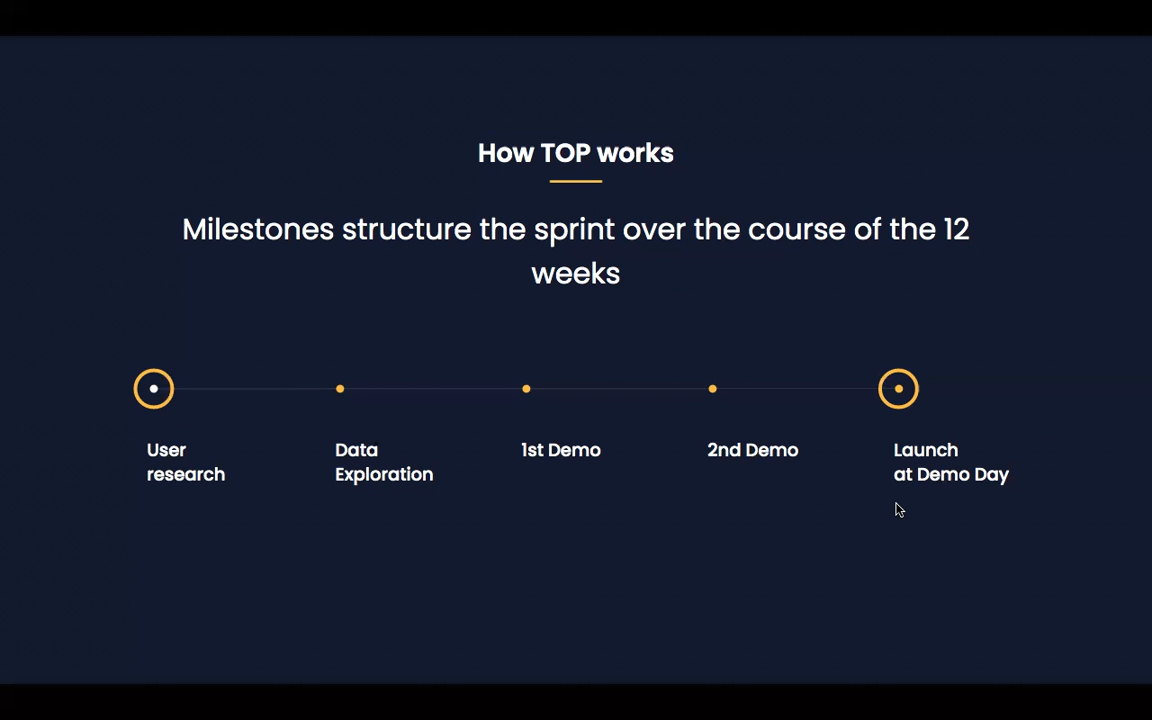 How TOP works
Milestones structure the sprint over the course of the 12
weeks
User
research
Data
Exploration
1st Demo
2nd Demo
Launch
at Demo Day